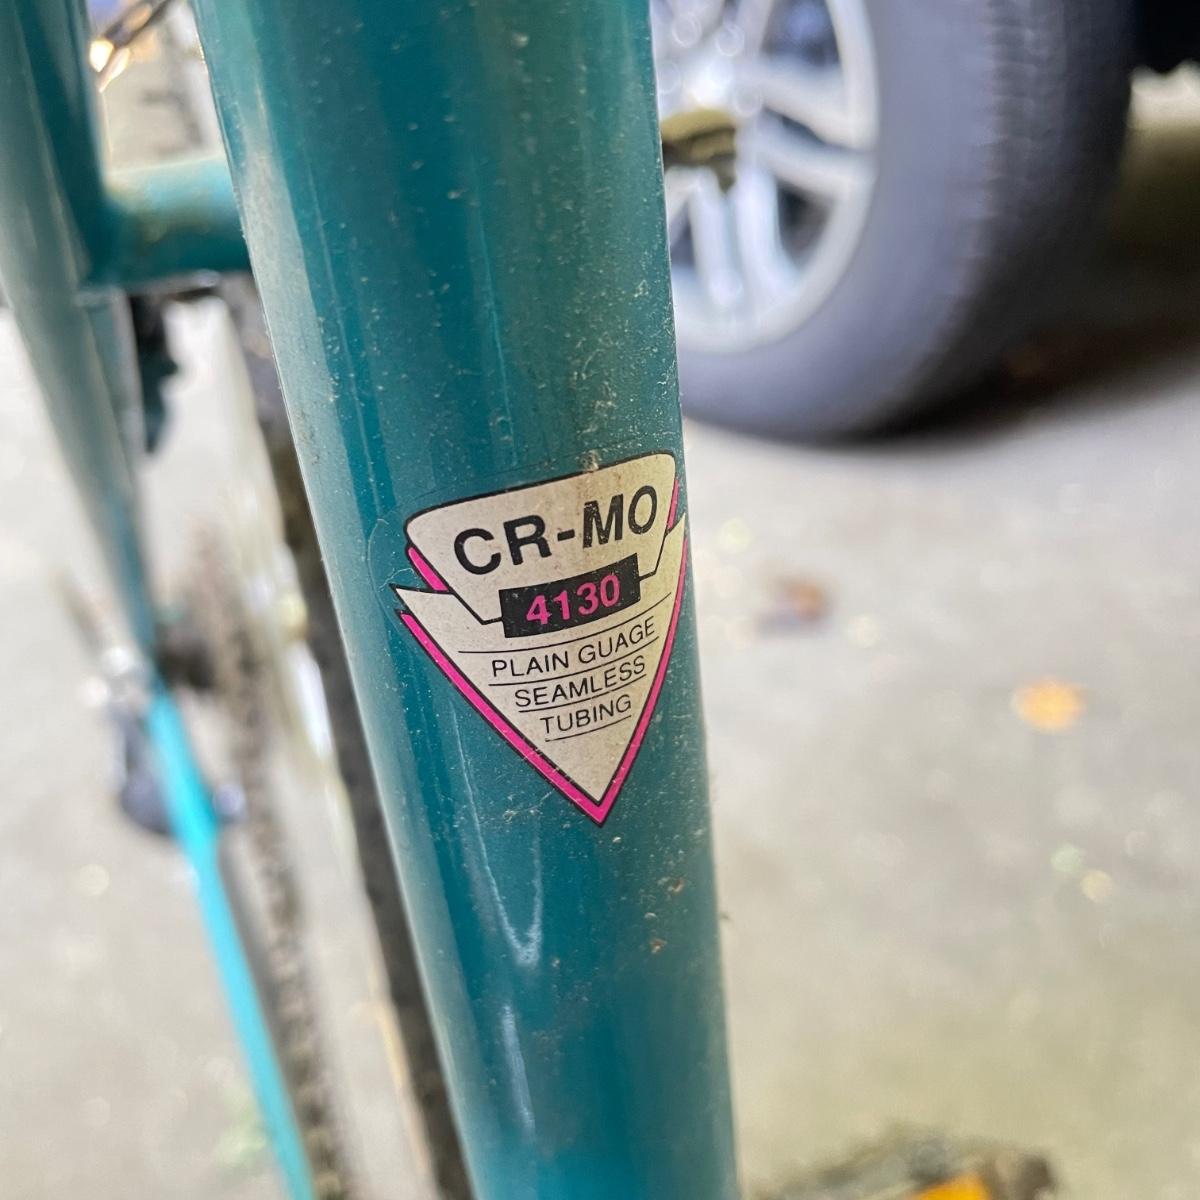 CR-MO
4130
PLAIN GUAGE
SEAMLESS
TUBING